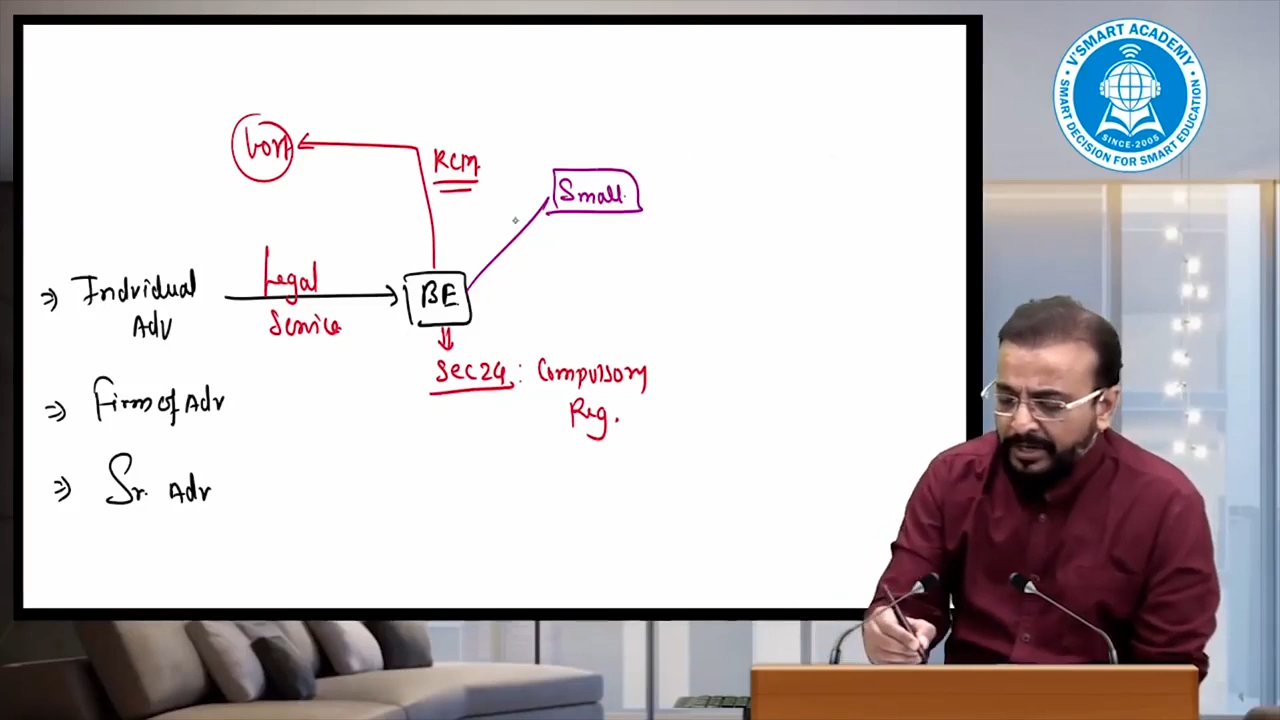 Govt
RCM
Small
Individual
Adv
Legal
Service
BE
Sec24 : Compulsory
Reg.
Firm of Adv
Sr. Adv
V'SMART ACADEMY
SINCE-2005
SMART DECISION FOR SMART EDUCATION